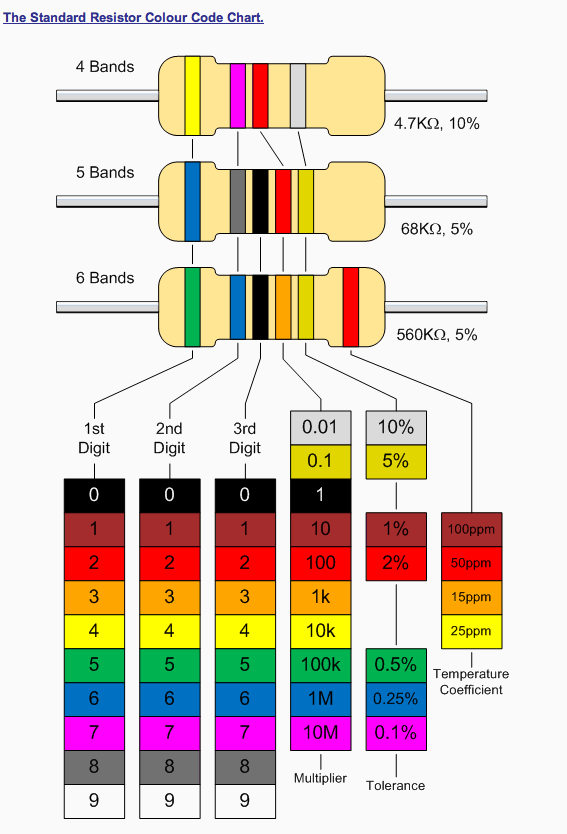 The Standard Resistor Colour Code Chart.
4 Bands
4.7KΩ, 10%
5 Bands
68KΩ, 5%
6 Bands
560KΩ, 5%
1st Digit
2nd Digit
3rd Digit
0.01 10%
0.1 5%
0 0 0 1
1 1 1 10 1% 100ppm
2 2 2 100 2% 50ppm
3 3 3 1k 15ppm
4 4 4 10k 25ppm
5 5 5 100k 0.5%
6 6 6 1M 0.25%
7 7 7 10M 0.1%
8 8 8
9 9 9
Temperature
Coefficient
Multiplier
Tolerance